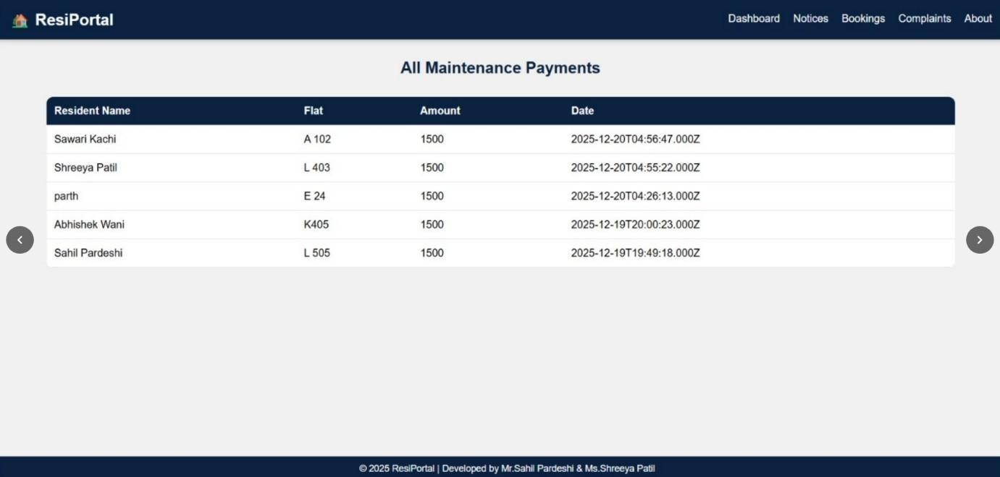 ResiPortal
Dashboard Notices Bookings Complaints About
All Maintenance Payments
Resident Name Flat Amount Date
Sawari Kachi A 102 1500 2025-12-20T04:56:47.000Z
Shreeya Patil L 403 1500 2025-12-20T04:55:22.000Z
parth E 24 1500 2025-12-20T04:26:13.000Z
Abhishek Wani K405 1500 2025-12-19T20:00:23.000Z
Sahil Pardeshi L 505 1500 2025-12-19T19:49:18.000Z
© 2025 ResiPortal | Developed by Mr.Sahil Pardeshi & Ms.Shreeya Patil